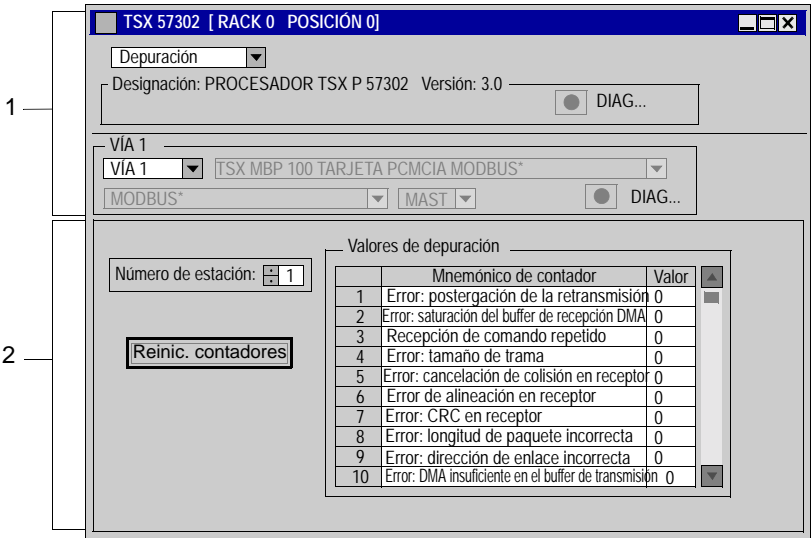 TSX 57302 [ RACK 0 POSICIÓN 0]
Depuración
Designación: PROCESADOR TSX P 57302 Versión: 3.0
DIAG...
1
VÍA 1
VÍA 1 TSX MBP 100 TARJETA PCMCIA MODBUS*
MODBUS* MAST DIAG...
Valores de depuración
Número de estación: 1
Mnemónico de contador Valor
1 Error: postergación de la retransmisión 0
2 Error: saturación del buffer de recepción DMA 0
3 Recepción de comando repetido 0
4 Error: tamaño de trama 0
5 Error: cancelación de colisión en receptor 0
6 Error de alineación en receptor 0
7 Error: CRC en receptor 0
8 Error: longitud de paquete incorrecta 0
9 Error: dirección de enlace incorrecta 0
10 Error: DMA insuficiente en el buffer de transmisión 0
Reinic. contadores
2